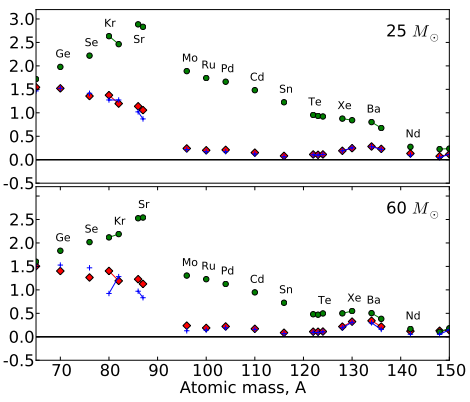 3.0
2.5
2.0
1.5
1.0
0.5
0.0
-0.5
Ge
Se
Kr
Sr
Mo
Ru
Pd
Cd
Sn
Te
Xe
Ba
Nd
25 M☉
2.5
2.0
1.5
1.0
0.5
0.0
-0.5
Ge
Se
Kr
Sr
Mo
Ru
Pd
Cd
Sn
Te
Xe
Ba
Nd
60 M☉
70 80 90 100 110 120 130 140 150
Atomic mass, A